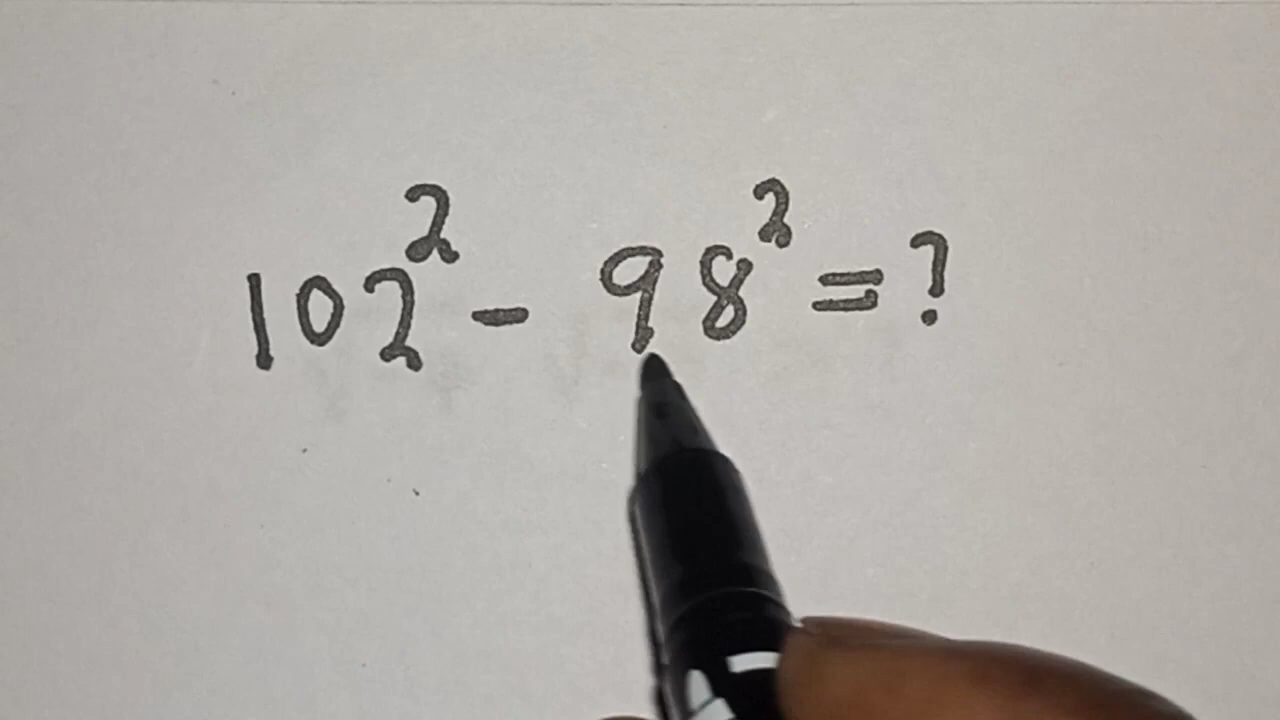 102² - 98² = ?